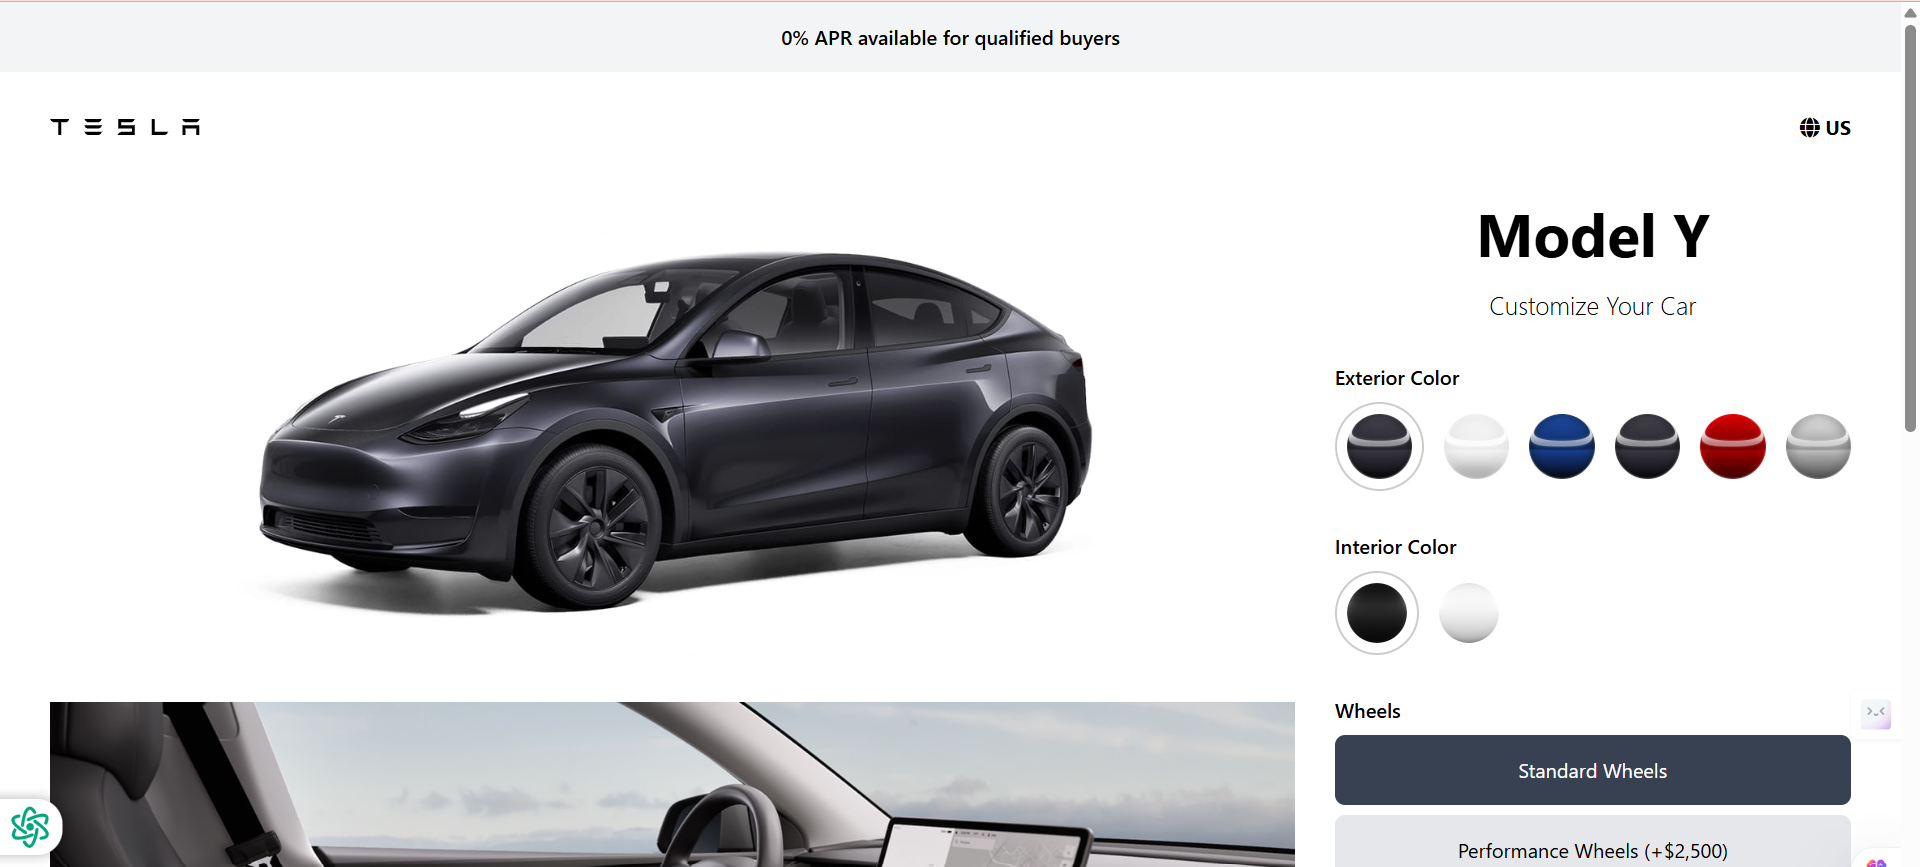 0% APR available for qualified buyers
TESLA
US
Model Y
Customize Your Car
Exterior Color
Interior Color
Wheels
Standard Wheels
Performance Wheels (+$2,500)